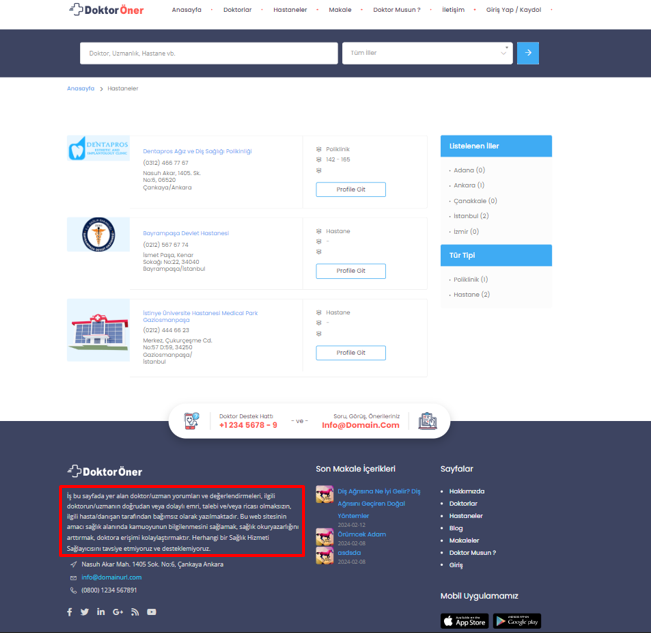 DoktorÖner
Anasayfa
Doktorlar
Hastaneler
Makale
Doktor Musun ?
İletişim
Giriş Yap / Kaydol
Doktor, Uzmanlık, Hastane vb.
Tüm İller
Anasayfa > Hastaneler
DENTAPROS
Dentapros Ağız ve Diş Sağlığı Polikliniği
(0312) 466 77 67
Nasuh Akar, 1405. Sk.
No:6, 06520
Çankaya/Ankara
Poliklinik
142 - 165
Profile Git
Bayrampaşa Devlet Hastanesi
(0212) 567 67 74
İsmet Paşa, Kenar
Sokağı No:22, 34040
Bayrampaşa/İstanbul
Hastane
-
Profile Git
İstinye Üniversite Hastanesi Medical Park
Gaziosmanpaşa
(0212) 444 66 23
Merkez, Çukurçeşme Cd.
No:57 D:59, 34250
Gaziosmanpaşa/
İstanbul
Hastane
-
Profile Git
Listelenen İller
Adana (0)
Ankara (1)
Çanakkale (0)
İstanbul (2)
İzmir (0)
Tür Tipi
Poliklinik (1)
Hastane (2)
Doktor Destek Hattı
+1 234 5678 - 9
- ve -
Soru, Görüş, Önerileriniz
Info@Domain.Com
DoktorÖner
İş bu sayfada yer alan doktor/uzman yorumları ve değerlendirmeleri, ilgili
doktorun/uzmanın doğrudan veya dolaylı emri, talebi ve/veya ricası olmaksızın,
ilgili hasta/danışan tarafından bağımsız olarak yazılmaktadır. Bu web sitesinin
amacı sağlık alanında kamuoyunun bilgilenmesini sağlamak, sağlık okuryazarlığını
arttırmak, doktora erişimi kolaylaştırmaktır. Herhangi bir Sağlık Hizmeti
Sağlayıcısını tavsiye etmiyoruz ve desteklemiyoruz.
Nasuh Akar Mah. 1405 Sok. No:6, Çankaya Ankara
info@domainurl.com
(0800) 1234 567891
Son Makale İçerikleri
Diş Ağrısına Ne İyi Gelir? Diş
Ağrısını Geçiren Doğal
Yöntemler
2024-02-12
Örümcek Adam
2024-02-08
asdsda
2024-02-08
Sayfalar
Hakkımızda
Doktorlar
Hastaneler
Blog
Makaleler
Doktor Musun ?
Giriş
Mobil Uygulamamız
App Store
Google play